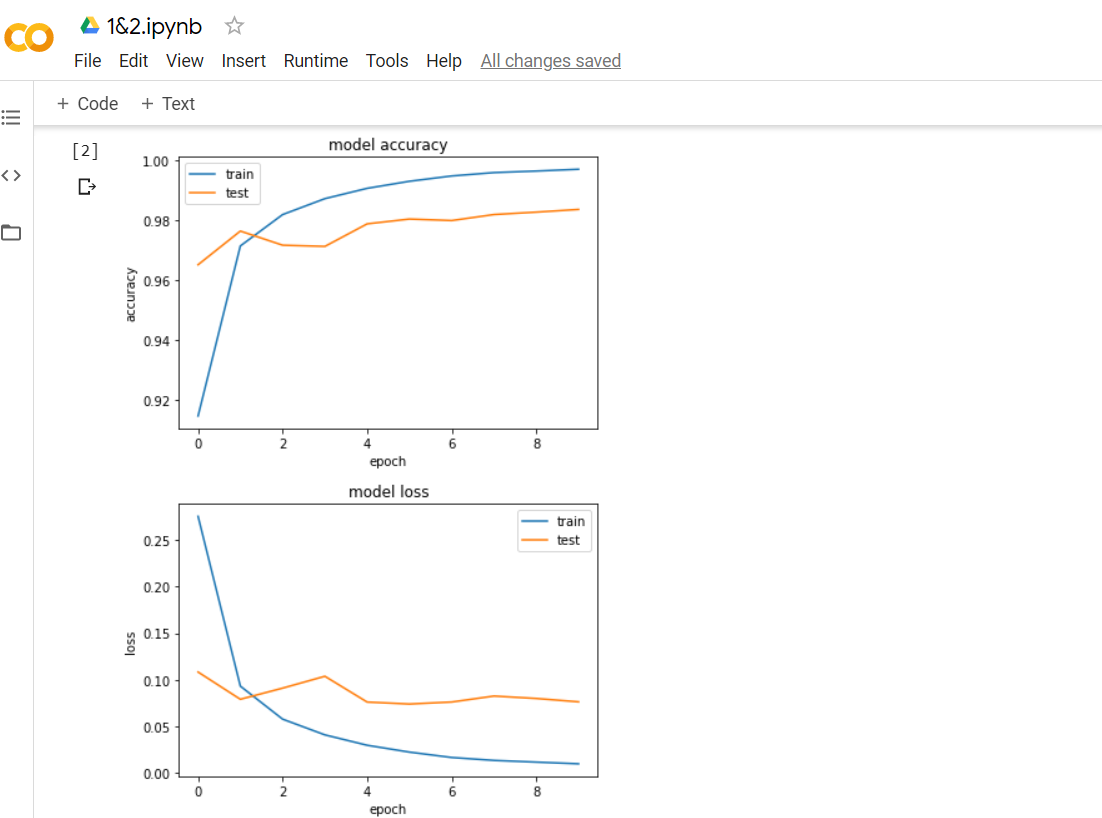 1&2.ipynb
File Edit View Insert Runtime Tools Help All changes saved
+ Code + Text
[2]
model accuracy
1.00
train
test
0.98
0.96
accuracy
0.94
0.92
0 2 4 6 8
epoch
model loss
train
0.25
test
0.20
0.15
loss
0.10
0.05
0.00
0 2 4 6 8
epoch